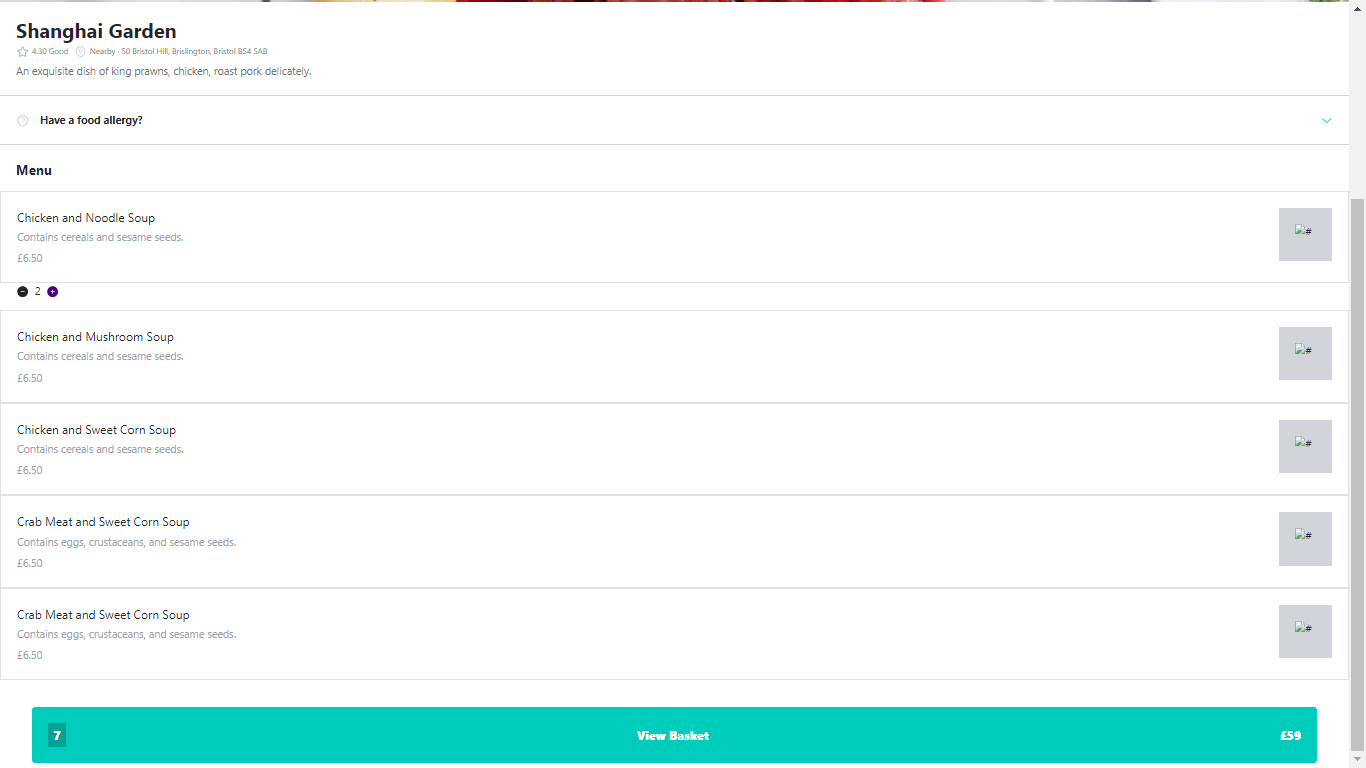 Shanghai Garden
4.30 Good Nearby · 50 Bristol Hill, Brislington, Bristol BS4 5AB
An exquisite dish of king prawns, chicken, roast pork delicately.
Have a food allergy?
Menu
Chicken and Noodle Soup
Contains cereals and sesame seeds.
£6.50
#
2
Chicken and Mushroom Soup
Contains cereals and sesame seeds.
£6.50
#
Chicken and Sweet Corn Soup
Contains cereals and sesame seeds.
£6.50
#
Crab Meat and Sweet Corn Soup
Contains eggs, crustaceans, and sesame seeds.
£6.50
#
Crab Meat and Sweet Corn Soup
Contains eggs, crustaceans, and sesame seeds.
£6.50
#
7 View Basket £59